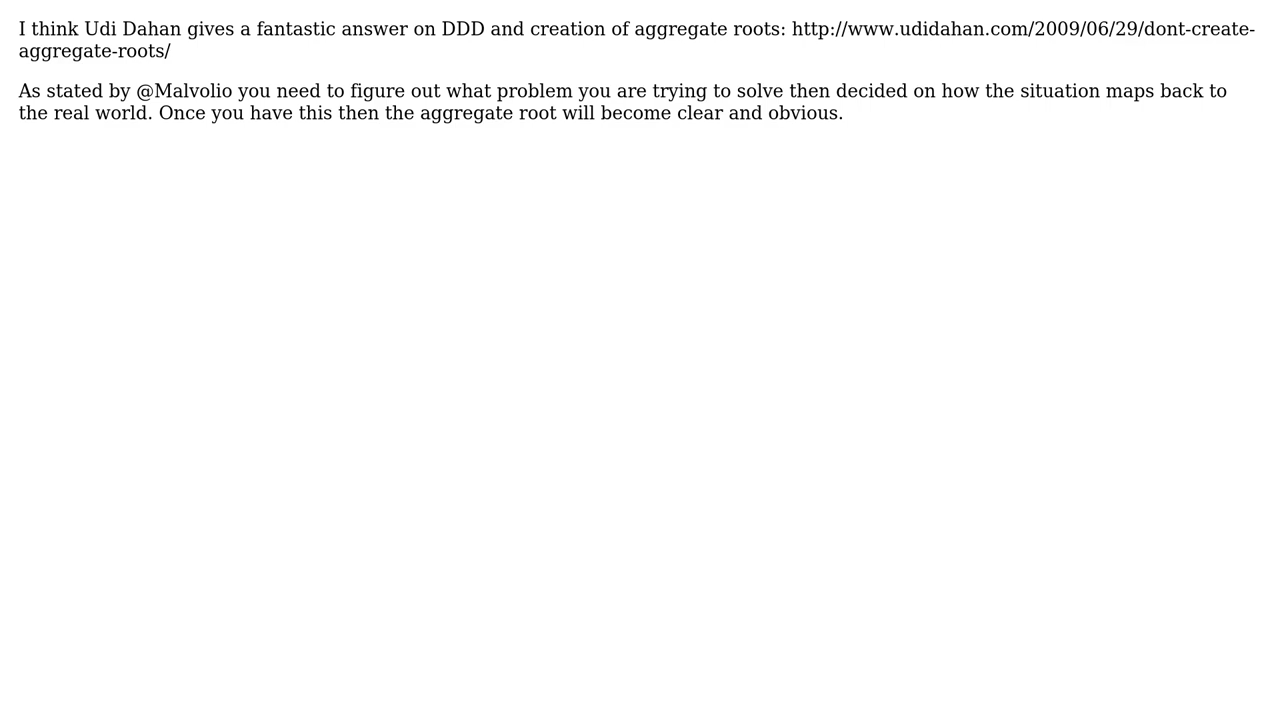 I think Udi Dahan gives a fantastic answer on DDD and creation of aggregate roots: http://www.udidahan.com/2009/06/29/dont-create-
aggregate-roots/
As stated by @Malvolio you need to figure out what problem you are trying to solve then decided on how the situation maps back to
the real world. Once you have this then the aggregate root will become clear and obvious.